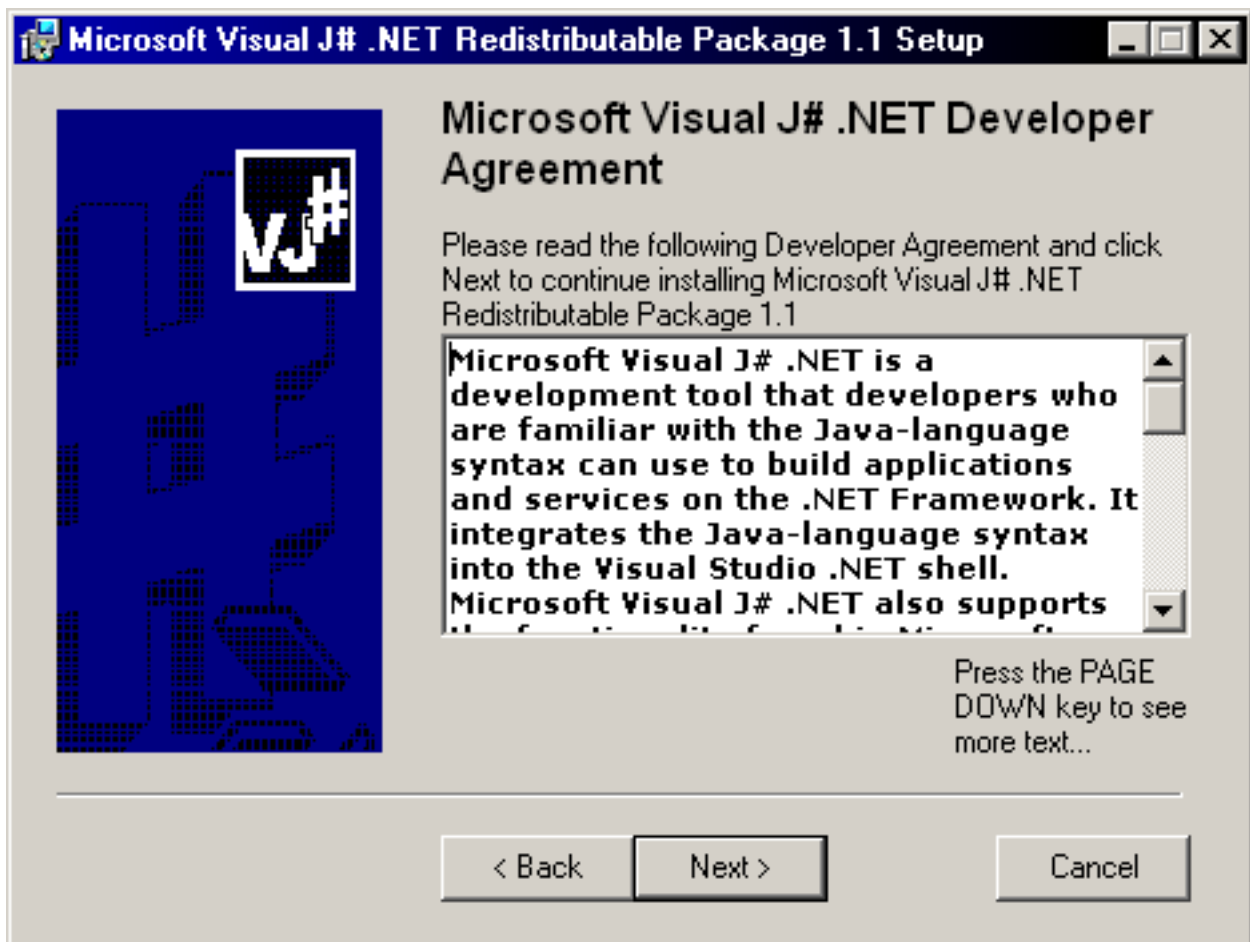 Microsoft Visual J# .NET Redistributable Package 1.1 Setup
VJ#
Microsoft Visual J# .NET Developer
Agreement
Please read the following Developer Agreement and click
Next to continue installing Microsoft Visual J# .NET
Redistributable Package 1.1
Microsoft Visual J# .NET is a
development tool that developers who
are familiar with the Java-language
syntax can use to build applications
and services on the .NET Framework. It
integrates the Java-language syntax
into the Visual Studio .NET shell.
Microsoft Visual J# .NET also supports
Press the PAGE
DOWN key to see
more text...
< Back
Next >
Cancel